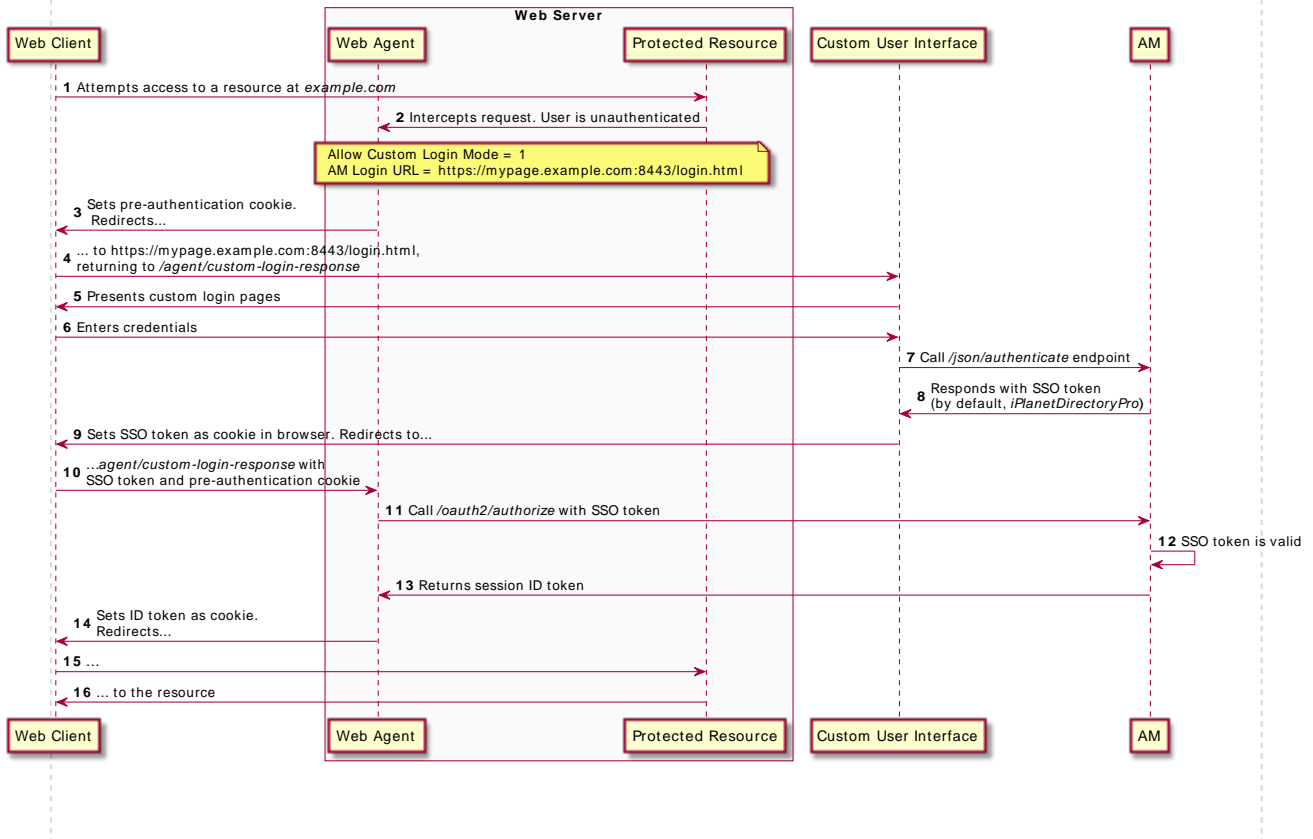 Web Server
Web Client
Web Agent
Protected Resource
Custom User Interface
AM
1 Attempts access to a resource at example.com
2 Intercepts request. User is unauthenticated
Allow Custom Login Mode = 1
AM Login URL = https://mypage.example.com:8443/login.html
3 Sets pre-authentication cookie.
Redirects...
4 ... to https://mypage.example.com:8443/login.html,
returning to /agent/custom-login-response
5 Presents custom login pages
6 Enters credentials
7 Call /json/authenticate endpoint
8 Responds with SSO token
(by default, iPlanetDirectoryPro)
9 Sets SSO token as cookie in browser. Redirects to...
10 ...agent/custom-login-response with
SSO token and pre-authentication cookie
11 Call /oauth2/authorize with SSO token
12 SSO token is valid
13 Returns session ID token
14 Sets ID token as cookie.
Redirects...
15 ...
16 ... to the resource
Web Client
Web Agent
Protected Resource
Custom User Interface
AM